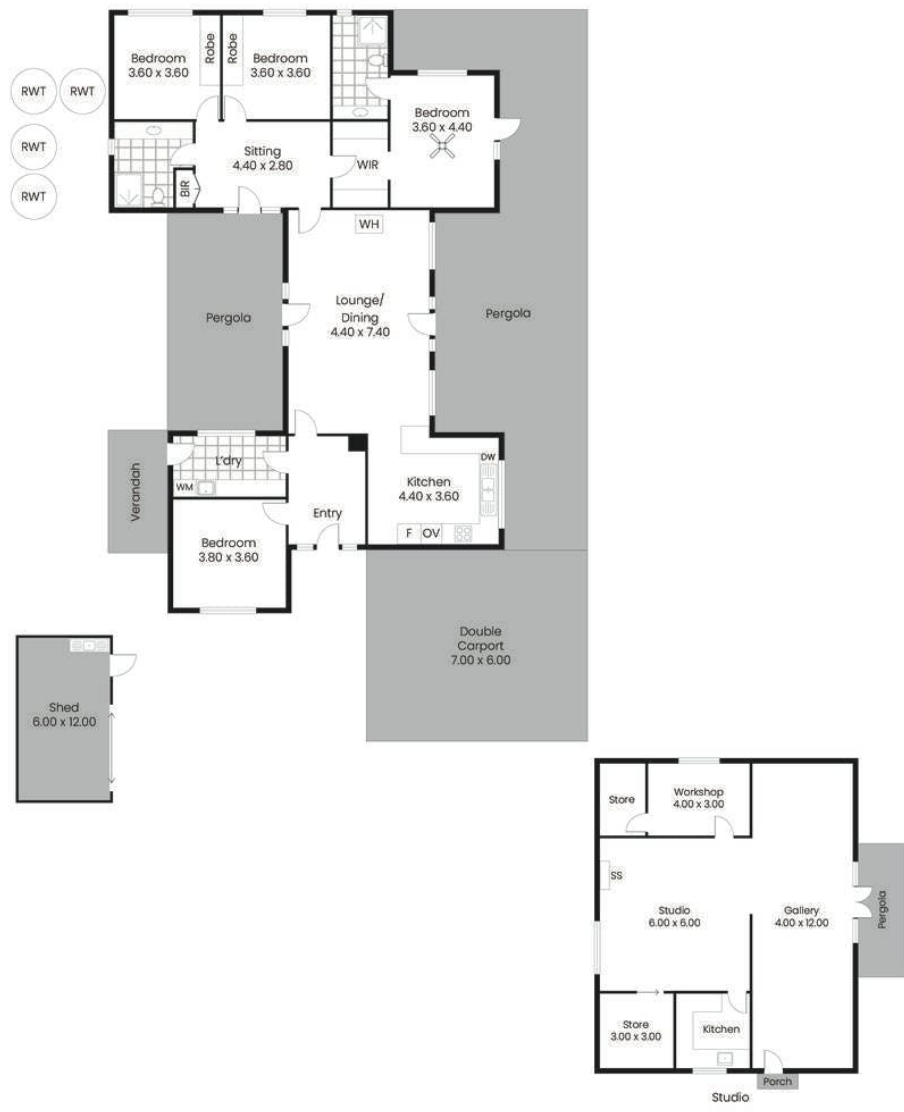 Bedroom
3.60 x 3.60
Robe
Robe
Bedroom
3.60 x 3.60
RWT
RWT
RWT
RWT
Bedroom
3.60 x 4.40
Sitting
4.40 x 2.80
WIR
BIR
WH
Pergola
Lounge/
Dining
4.40 x 7.40
Pergola
Verandah
L'dry
WM
Entry
Kitchen
4.40 x 3.60
DW
F
OV
Bedroom
3.80 x 3.60
Double
Carport
7.00 x 6.00
Shed
6.00 x 12.00
Store
Workshop
4.00 x 3.00
SS
Studio
6.00 x 6.00
Gallery
4.00 x 12.00
Pergola
Store
3.00 x 3.00
Kitchen
Porch
Studio